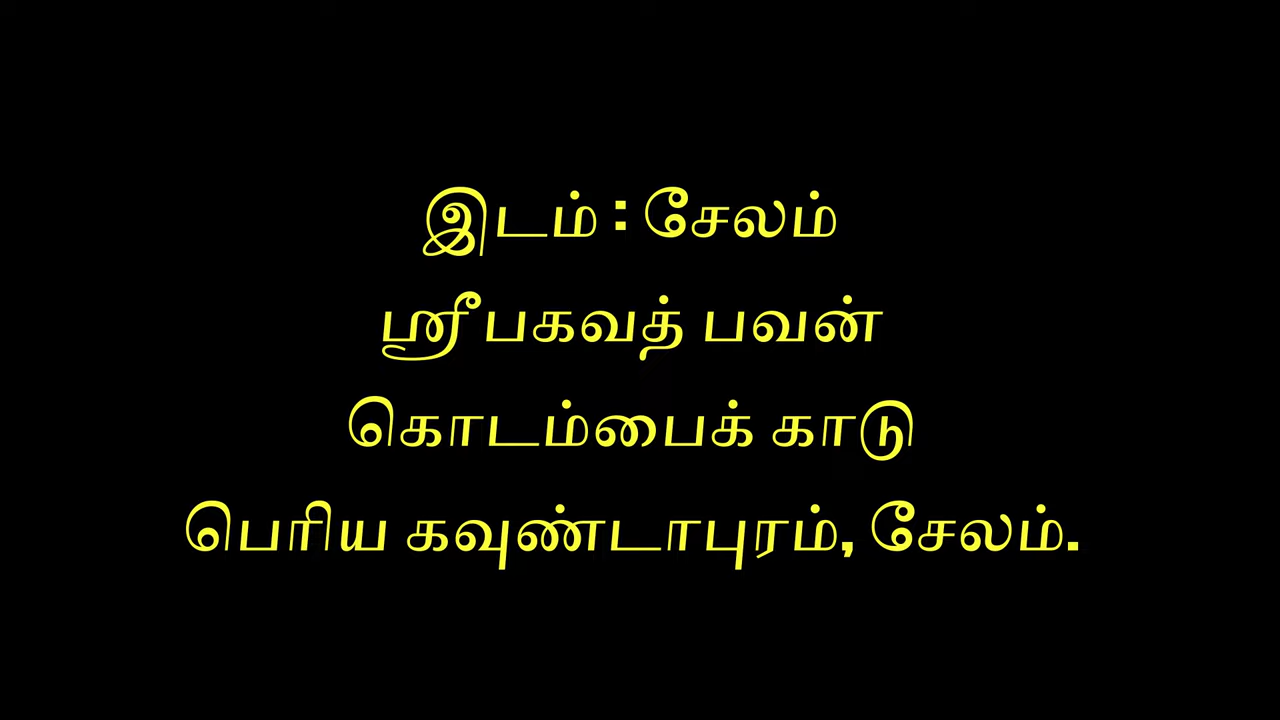 இடம் : சேலம்
ஸ்ரீ பகவத் பவன்
கொடம்பைக் காடு
பெரிய கவுண்டாபுரம், சேலம்.